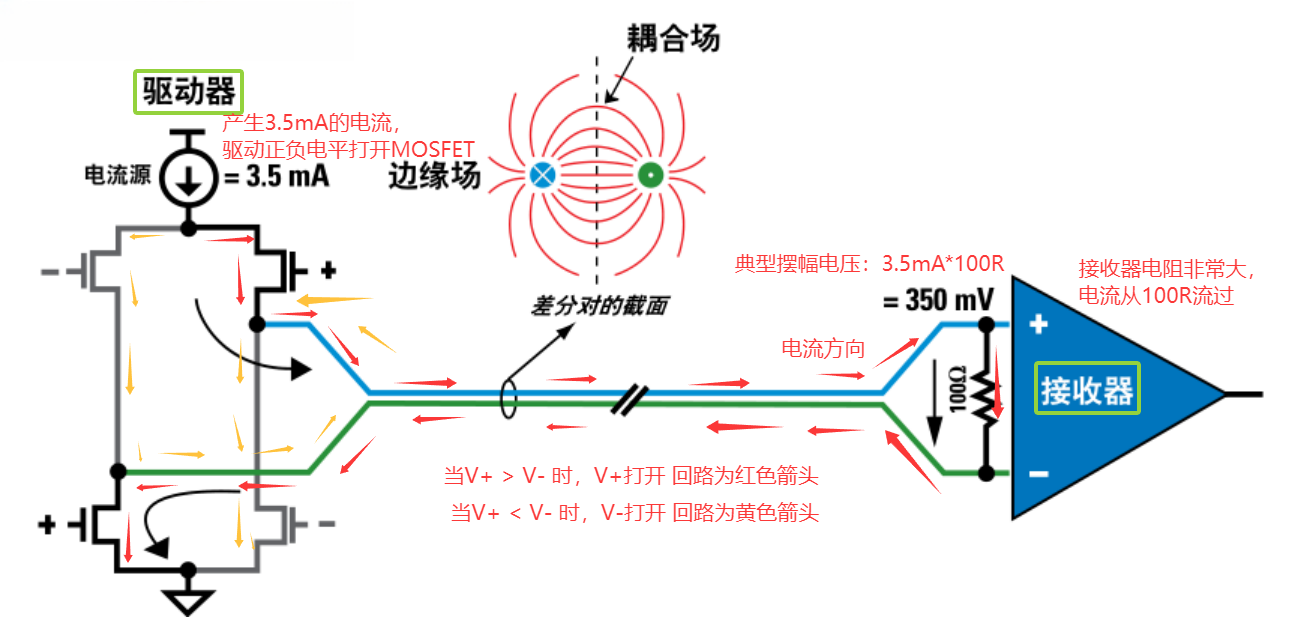 耦合场
驱动器
产生3.5mA的电流，
驱动正负电平打开MOSFET
电流源
= 3.5 mA
边缘场
- + 
差分对的截面
典型摆幅电压：3.5mA*100R
= 350 mV
接收器电阻非常大，
电流从100R流过
+
电流方向
100Ω
接收器
-
当V+ > V- 时，V+打开 回路为红色箭头
当V+ < V- 时，V-打开 回路为黄色箭头
+ -